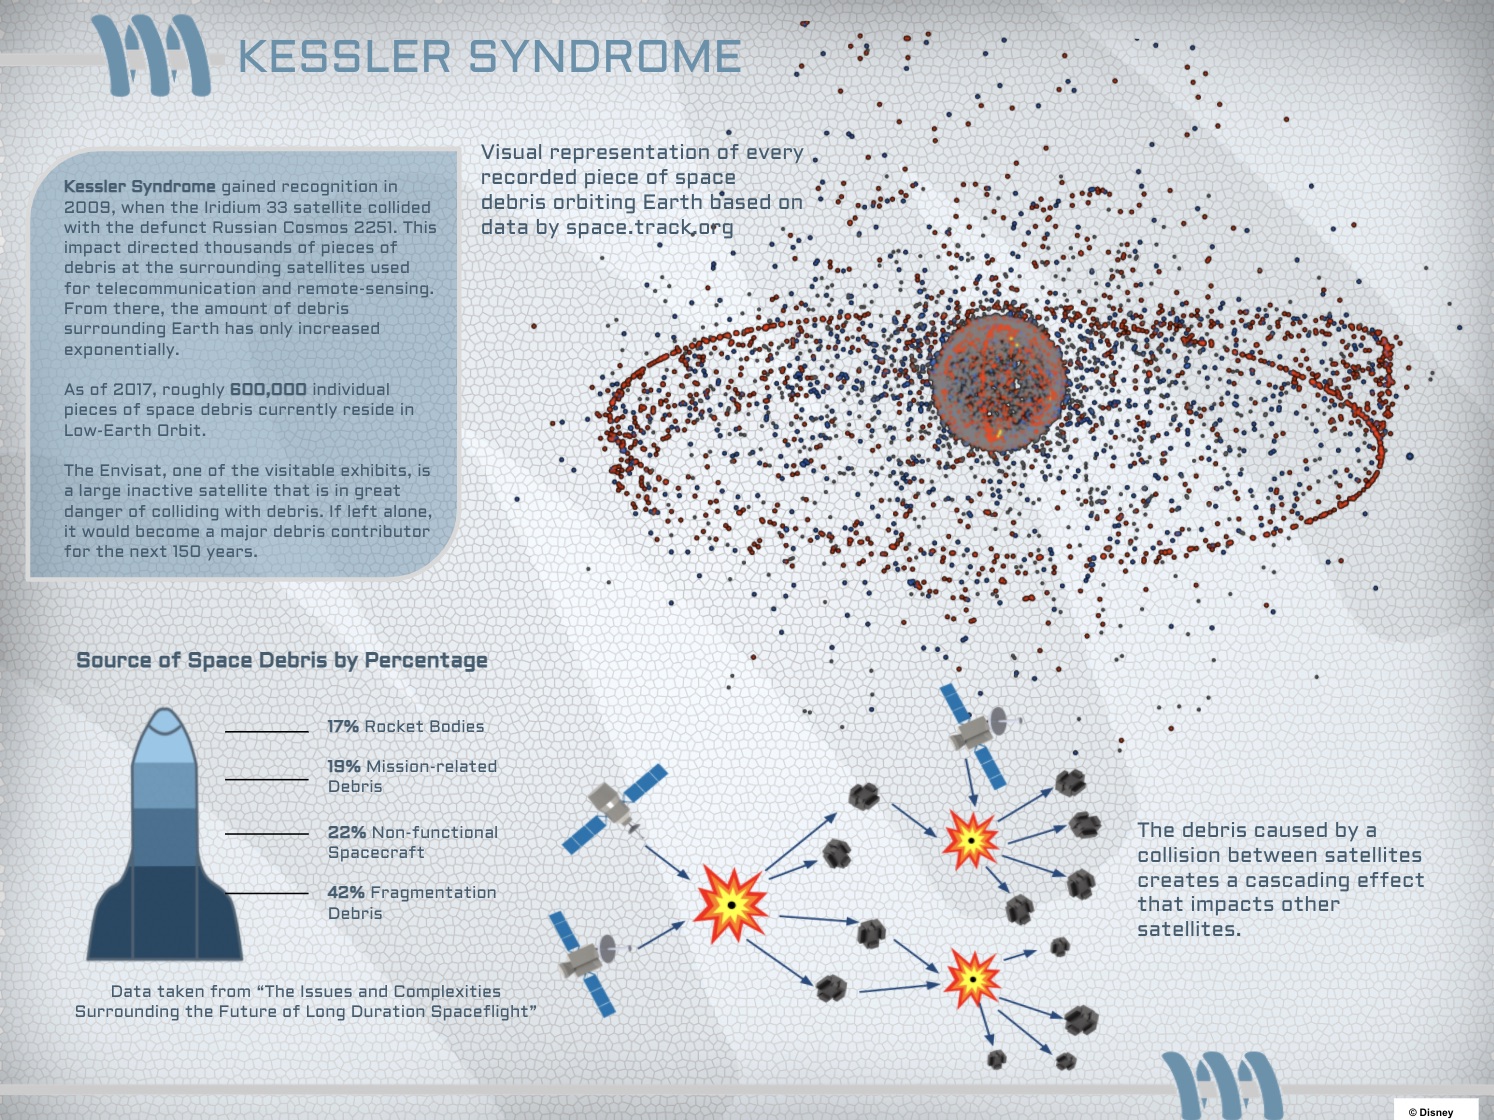 KESSLER SYNDROME
Kessler Syndrome gained recognition in
2009, when the Iridium 33 satellite collided
with the defunct Russian Cosmos 2251. This
impact directed thousands of pieces of
debris at the surrounding satellites used
for telecommunication and remote-sensing.
From there, the amount of debris
surrounding Earth has only increased
exponentially.
As of 2017, roughly 600,000 individual
pieces of space debris currently reside in
Low-Earth Orbit.
The Envisat, one of the visitable exhibits, is
a large inactive satellite that is in great
danger of colliding with debris. If left alone,
it would become a major debris contributor
for the next 150 years.
Visual representation of every
recorded piece of space
debris orbiting Earth based on
data by space.track.org
Source of Space Debris by Percentage
17% Rocket Bodies
19% Mission-related
Debris
22% Non-functional
Spacecraft
42% Fragmentation
Debris
Data taken from “The Issues and Complexities
Surrounding the Future of Long Duration Spaceflight”
The debris caused by a
collision between satellites
creates a cascading effect
that impacts other
satellites.
© Disney